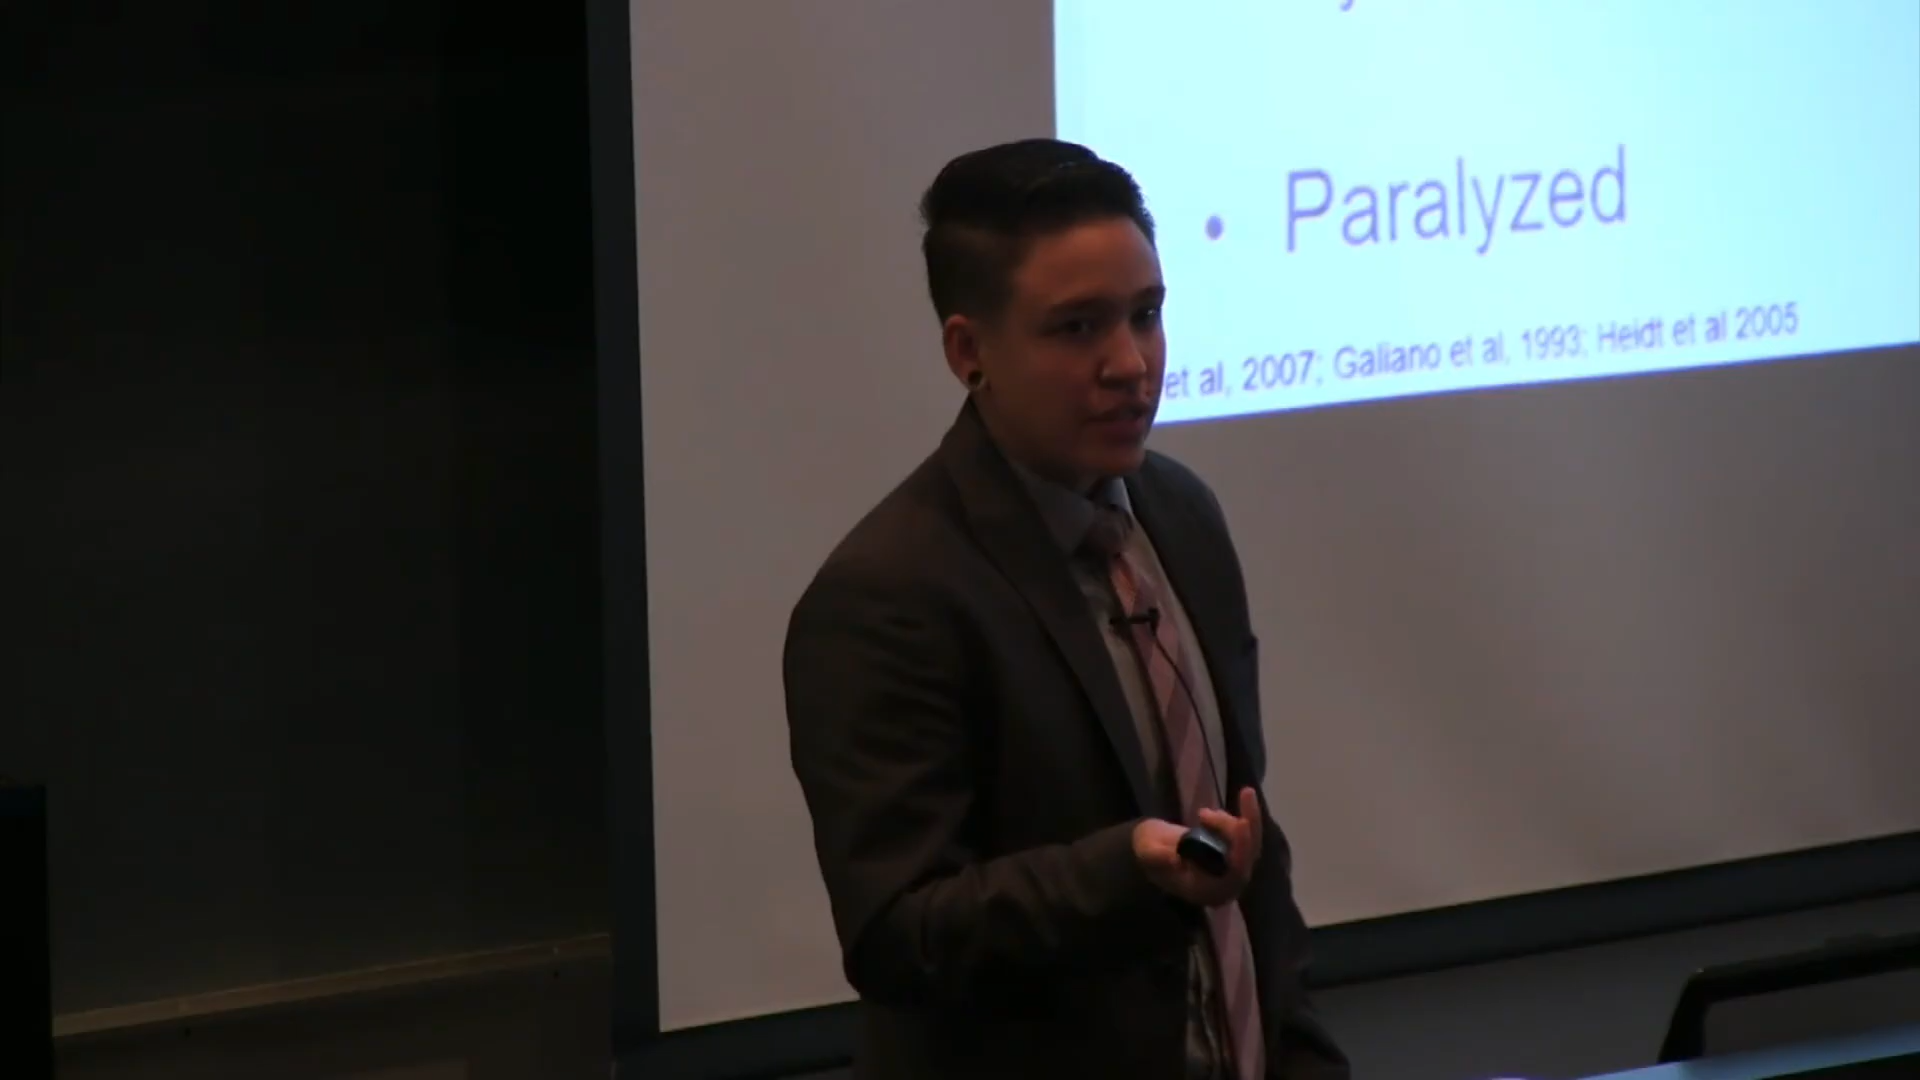 • Paralyzed
et al, 2007; Galiano et al, 1993; Heidt et al 2005